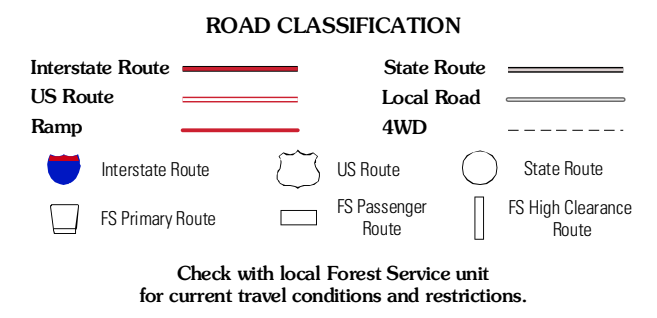 ROAD CLASSIFICATION
Interstate Route
State Route
US Route
Local Road
Ramp
4WD
Interstate Route
US Route
State Route
FS Primary Route
FS Passenger
Route
FS High Clearance
Route
Check with local Forest Service unit
for current travel conditions and restrictions.